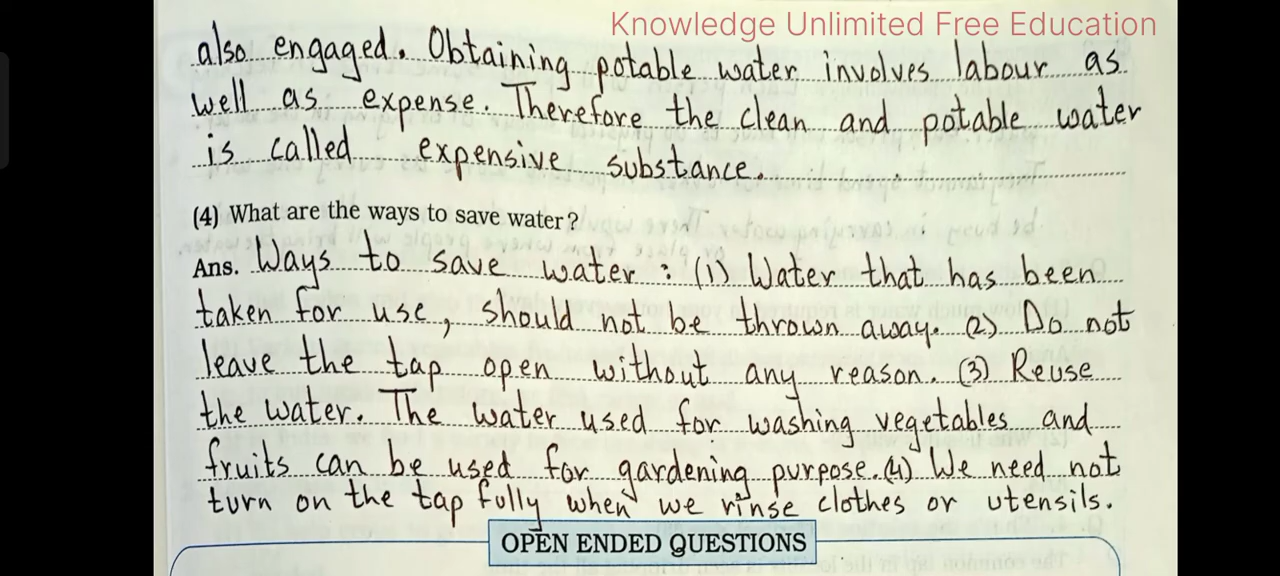 Knowledge Unlimited Free Education
also engaged. Obtaining potable water involves labour as
well as expense. Therefore the clean and potable water
is called expensive substance.
(4) What are the ways to save water?
Ans. Ways to save water : (1) Water that has been
taken for use, should not be thrown away. (2) Do not
leave the tap open without any reason. (3) Reuse
the water. The water used for washing vegetables and
fruits can be used for gardening purpose. (4) We need not
turn on the tap fully when we rinse clothes or utensils.
OPEN ENDED QUESTIONS